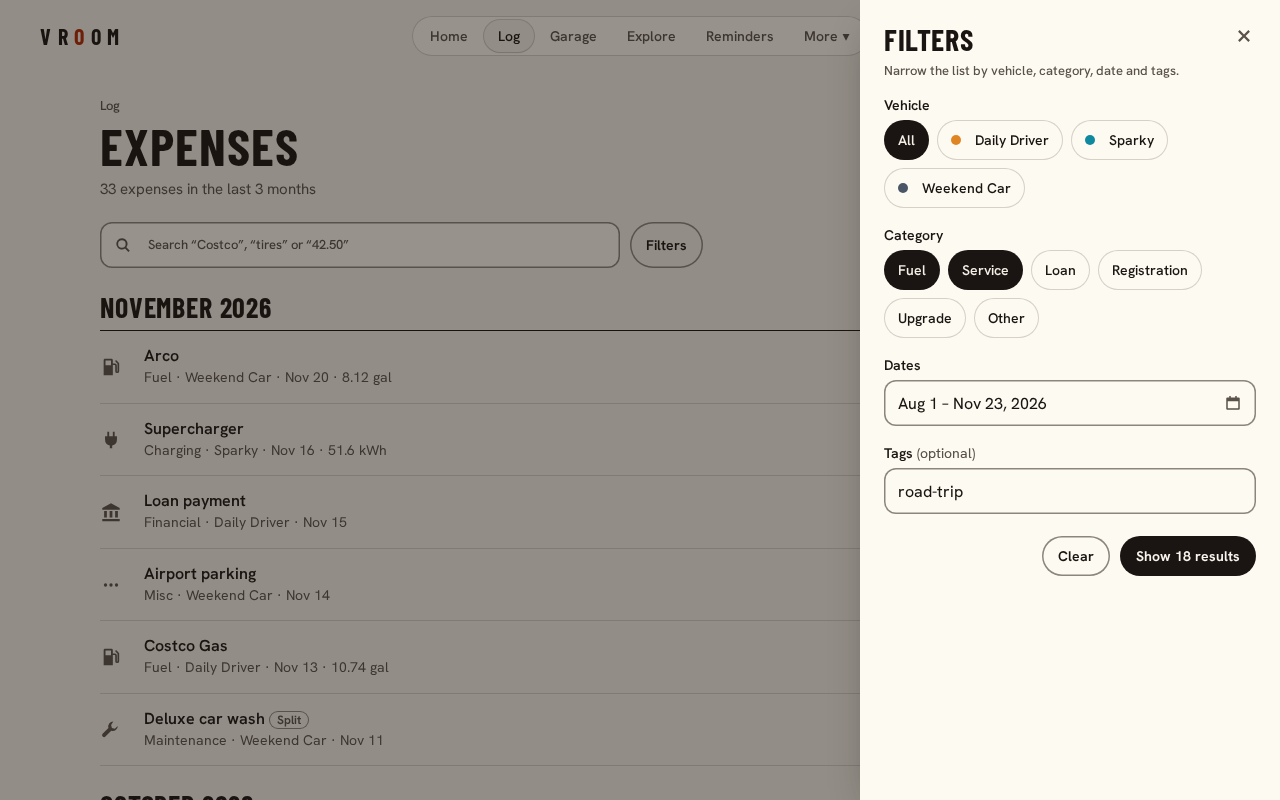 VROOM
Home Log Garage Explore Reminders More ▾
Log
EXPENSES
33 expenses in the last 3 months
Search “Costco”, “tires” or “42.50”
Filters
NOVEMBER 2026
Arco
Fuel · Weekend Car · Nov 20 · 8.12 gal
Supercharger
Charging · Sparky · Nov 16 · 51.6 kWh
Loan payment
Financial · Daily Driver · Nov 15
Airport parking
Misc · Weekend Car · Nov 14
Costco Gas
Fuel · Daily Driver · Nov 13 · 10.74 gal
Deluxe car wash Split
Maintenance · Weekend Car · Nov 11
FILTERS
Narrow the list by vehicle, category, date and tags.
Vehicle
All Daily Driver Sparky
Weekend Car
Category
Fuel Service Loan Registration
Upgrade Other
Dates
Aug 1 – Nov 23, 2026
Tags (optional)
road-trip
Clear Show 18 results